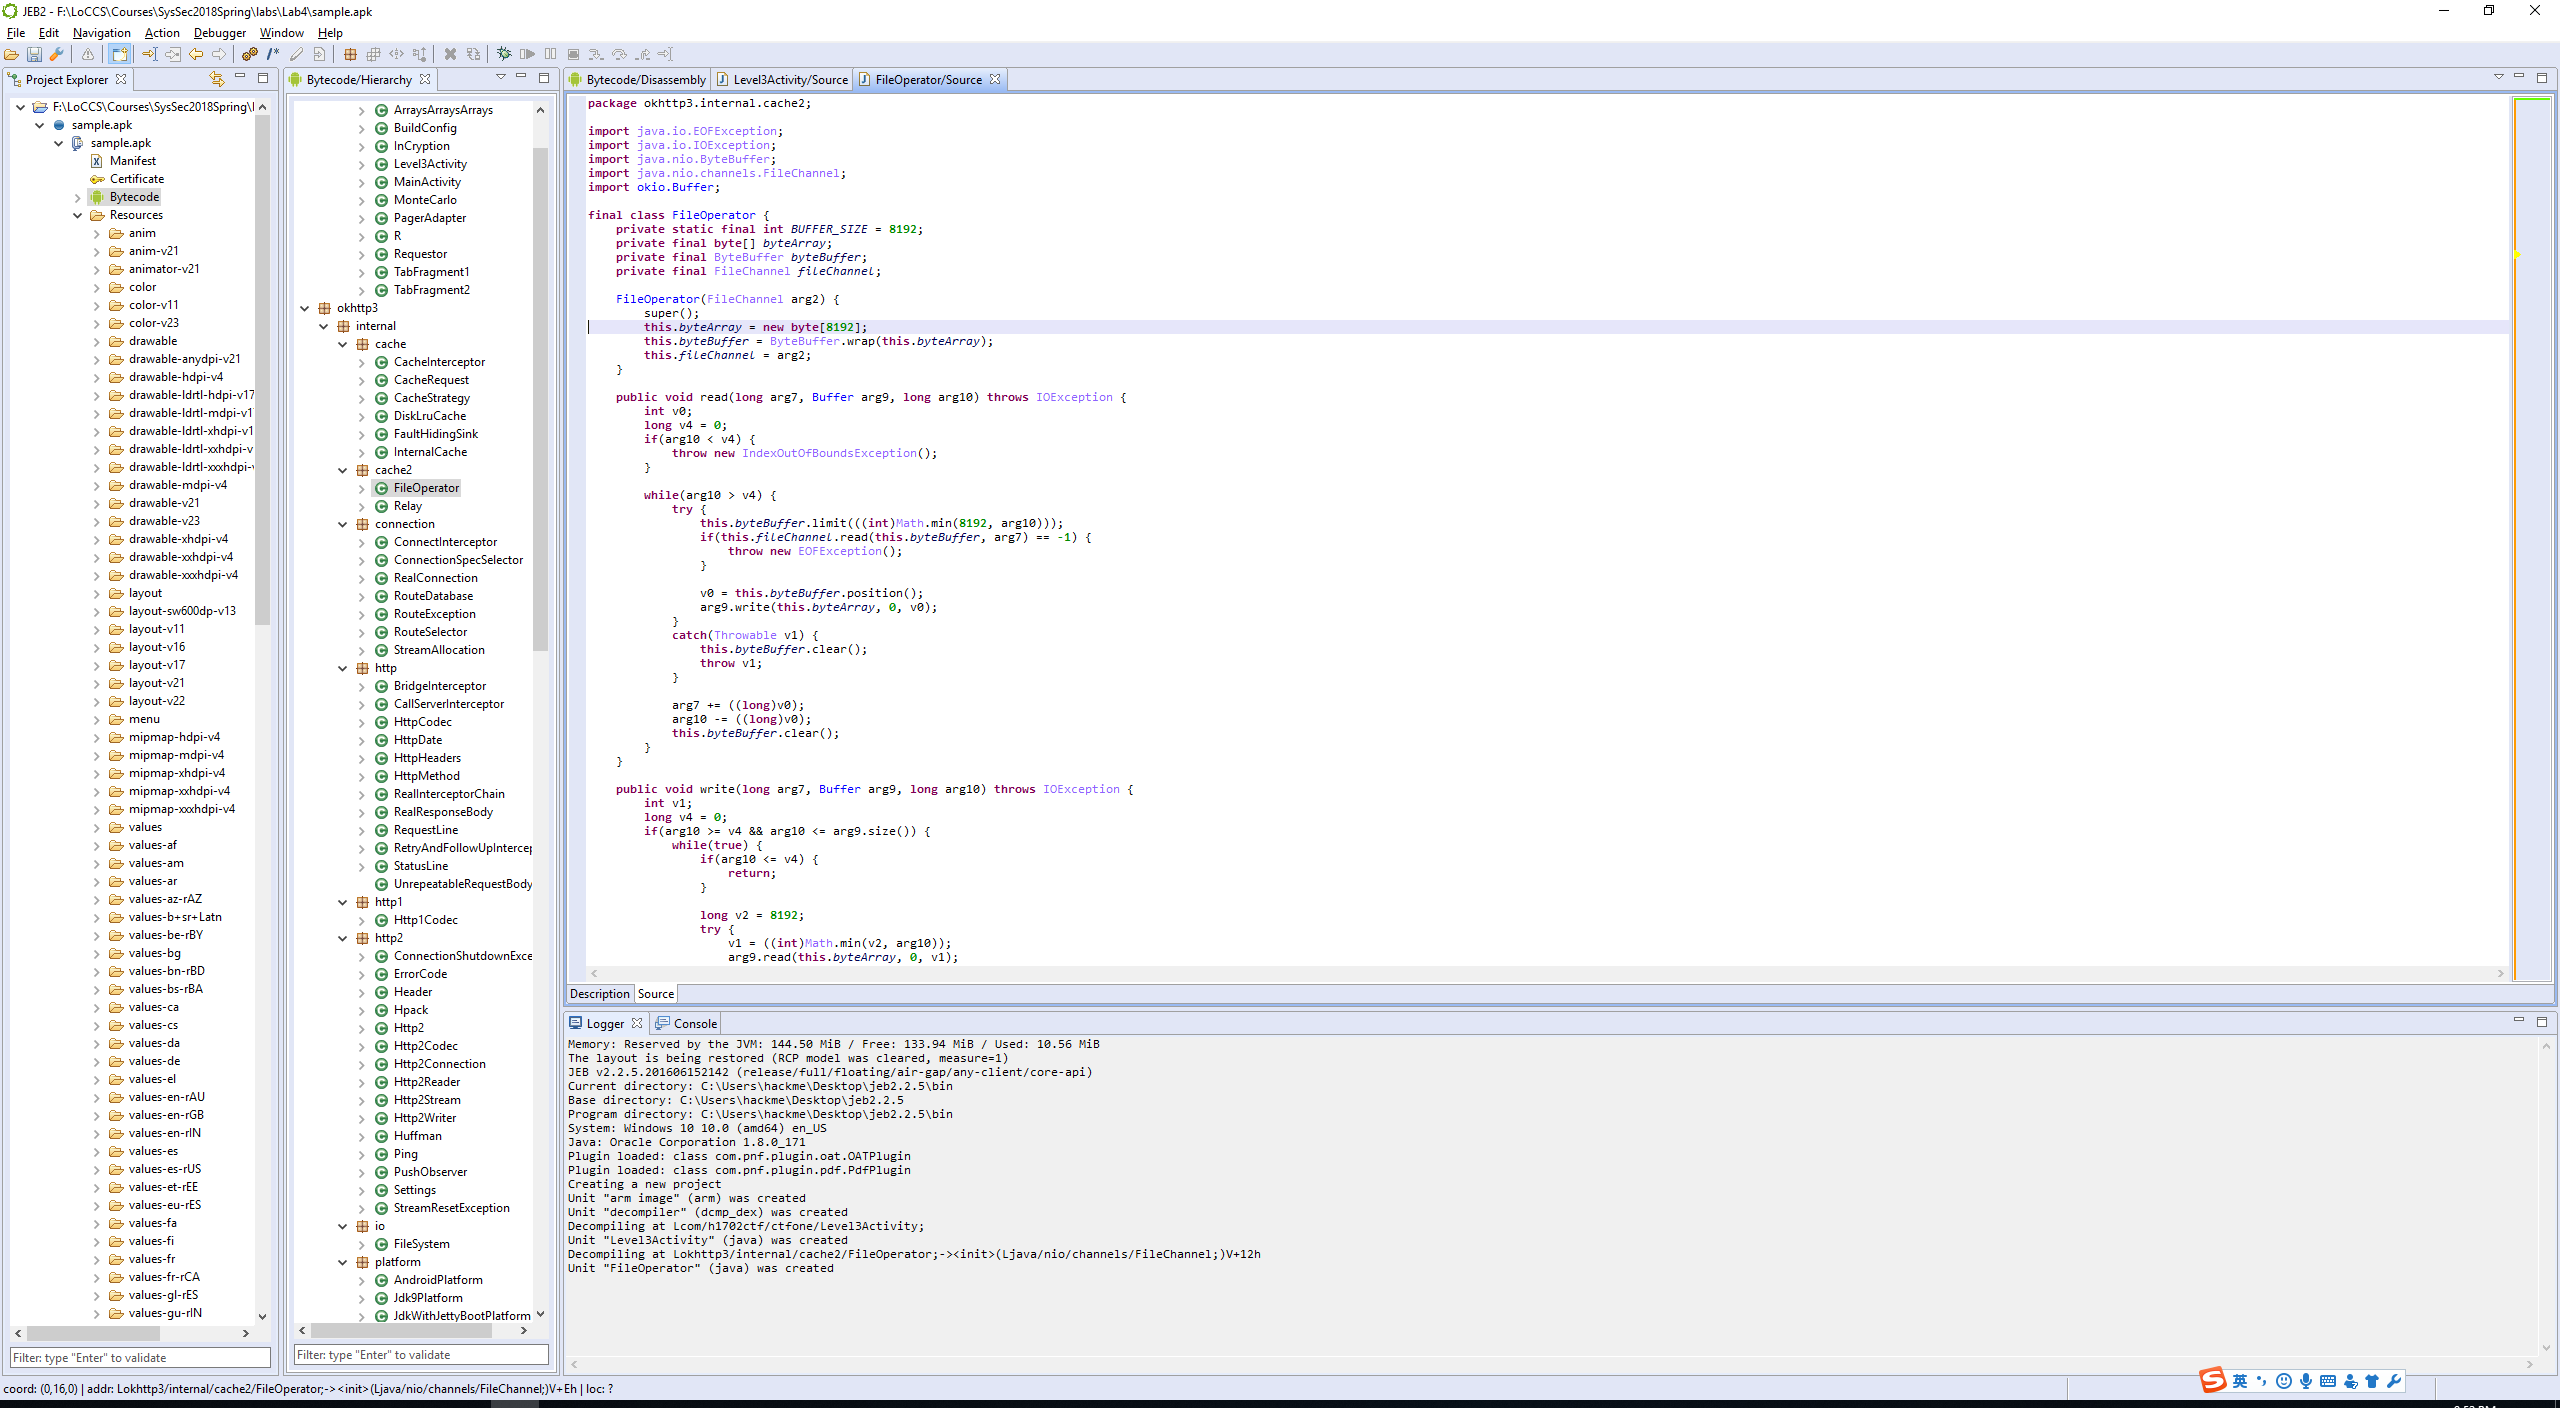 JEB2 - F:\LoCCS\Courses\SysSec2018Spring\labs\Lab4\sample.apk
File Edit Navigation Action Debugger Window Help
Project Explorer
F:\LoCCS\Courses\SysSec2018Spring\l
sample.apk
sample.apk
Manifest
Certificate
Bytecode
Resources
anim
anim-v21
animator-v21
color
color-v11
color-v23
drawable
drawable-anydpi-v21
drawable-hdpi-v4
drawable-ldrtl-hdpi-v17
drawable-ldrtl-mdpi-v1
drawable-ldrtl-xhdpi-v1
drawable-ldrtl-xxhdpi-v
drawable-ldrtl-xxxhdpi-
drawable-mdpi-v4
drawable-v21
drawable-v23
drawable-xhdpi-v4
drawable-xxhdpi-v4
drawable-xxxhdpi-v4
layout
layout-sw600dp-v13
layout-v11
layout-v16
layout-v17
layout-v21
layout-v22
menu
mipmap-hdpi-v4
mipmap-mdpi-v4
mipmap-xhdpi-v4
mipmap-xxhdpi-v4
mipmap-xxxhdpi-v4
values
values-af
values-am
values-ar
values-az-rAZ
values-b+sr+Latn
values-be-rBY
values-bg
values-bn-rBD
values-bs-rBA
values-ca
values-cs
values-da
values-de
values-el
values-en-rAU
values-en-rGB
values-en-rIN
values-es
values-es-rUS
values-et-rEE
values-eu-rES
values-fa
values-fi
values-fr
values-fr-rCA
values-gl-rES
values-gu-rIN
Filter: type "Enter" to validate
Bytecode/Hierarchy
ArraysArraysArrays
BuildConfig
InCryption
Level3Activity
MainActivity
MonteCarlo
PagerAdapter
R
Requestor
TabFragment1
TabFragment2
okhttp3
internal
cache
CacheInterceptor
CacheRequest
CacheStrategy
DiskLruCache
FaultHidingSink
InternalCache
cache2
FileOperator
Relay
connection
ConnectInterceptor
ConnectionSpecSelector
RealConnection
RouteDatabase
RouteException
RouteSelector
StreamAllocation
http
BridgeInterceptor
CallServerInterceptor
HttpCodec
HttpDate
HttpHeaders
HttpMethod
RealInterceptorChain
RealResponseBody
RequestLine
RetryAndFollowUpIntercep
StatusLine
UnrepeatableRequestBody
http1
Http1Codec
http2
ConnectionShutdownExce
ErrorCode
Header
Hpack
Http2
Http2Codec
Http2Connection
Http2Reader
Http2Stream
Http2Writer
Huffman
Ping
PushObserver
Settings
StreamResetException
io
FileSystem
platform
AndroidPlatform
Jdk9Platform
JdkWithJettyBootPlatform
Filter: type "Enter" to validate
Bytecode/Disassembly Level3Activity/Source FileOperator/Source
package okhttp3.internal.cache2;
import java.io.EOFException;
import java.io.IOException;
import java.nio.ByteBuffer;
import java.nio.channels.FileChannel;
import okio.Buffer;
final class FileOperator {
private static final int BUFFER_SIZE = 8192;
private final byte[] byteArray;
private final ByteBuffer byteBuffer;
private final FileChannel fileChannel;
FileOperator(FileChannel arg2) {
super();
this.byteArray = new byte[8192];
this.byteBuffer = ByteBuffer.wrap(this.byteArray);
this.fileChannel = arg2;
}
public void read(long arg7, Buffer arg9, long arg10) throws IOException {
int v0;
long v4 = 0;
if(arg10 < v4) {
throw new IndexOutOfBoundsException();
}
while(arg10 > v4) {
try {
this.byteBuffer.limit(((int)Math.min(8192, arg10)));
if(this.fileChannel.read(this.byteBuffer, arg7) == -1) {
throw new EOFException();
}
v0 = this.byteBuffer.position();
arg9.write(this.byteArray, 0, v0);
}
catch(Throwable v1) {
this.byteBuffer.clear();
throw v1;
}
arg7 += ((long)v0);
arg10 -= ((long)v0);
this.byteBuffer.clear();
}
}
public void write(long arg7, Buffer arg9, long arg10) throws IOException {
int v1;
long v4 = 0;
if(arg10 >= v4 && arg10 <= arg9.size()) {
while(true) {
if(arg10 <= v4) {
return;
}
long v2 = 8192;
try {
v1 = ((int)Math.min(v2, arg10));
arg9.read(this.byteArray, 0, v1);
Description Source
Logger Console
Memory: Reserved by the JVM: 144.50 MiB / Free: 133.94 MiB / Used: 10.56 MiB
The layout is being restored (RCP model was cleared, measure=1)
JEB v2.2.5.201606152142 (release/full/floating/air-gap/any-client/core-api)
Current directory: C:\Users\hackme\Desktop\jeb2.2.5\bin
Base directory: C:\Users\hackme\Desktop\jeb2.2.5
Program directory: C:\Users\hackme\Desktop\jeb2.2.5\bin
System: Windows 10 10.0 (amd64) en_US
Java: Oracle Corporation 1.8.0_171
Plugin loaded: class com.pnf.plugin.oat.OATPlugin
Plugin loaded: class com.pnf.plugin.pdf.PdfPlugin
Creating a new project
Unit "arm image" (arm) was created
Unit "decompiler" (dcmp_dex) was created
Decompiling at Lcom/h1702ctf/ctfone/Level3Activity;
Unit "Level3Activity" (java) was created
Decompiling at Lokhttp3/internal/cache2/FileOperator;-><init>(Ljava/nio/channels/FileChannel;)V+12h
Unit "FileOperator" (java) was created
coord: (0,16,0) | addr: Lokhttp3/internal/cache2/FileOperator;-><init>(Ljava/nio/channels/FileChannel;)V+Eh | loc: ?
英